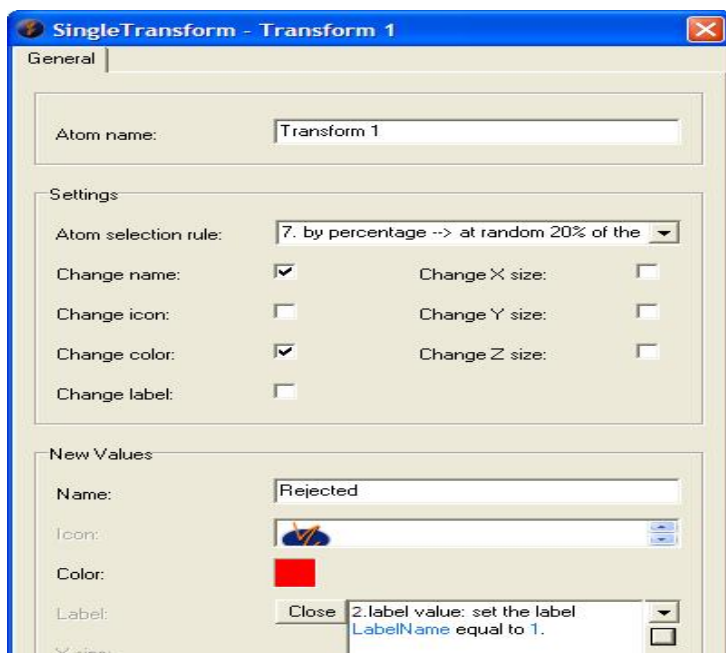 SingleTransform - Transform 1
General
Atom name: Transform 1
Settings
Atom selection rule: 7. by percentage --> at random 20% of the
Change name: Change X size:
Change icon: Change Y size:
Change color: Change Z size:
Change label:
New Values
Name: Rejected
Icon:
Color:
Label: Close 2.label value: set the label
LabelName equal to 1.
X size: